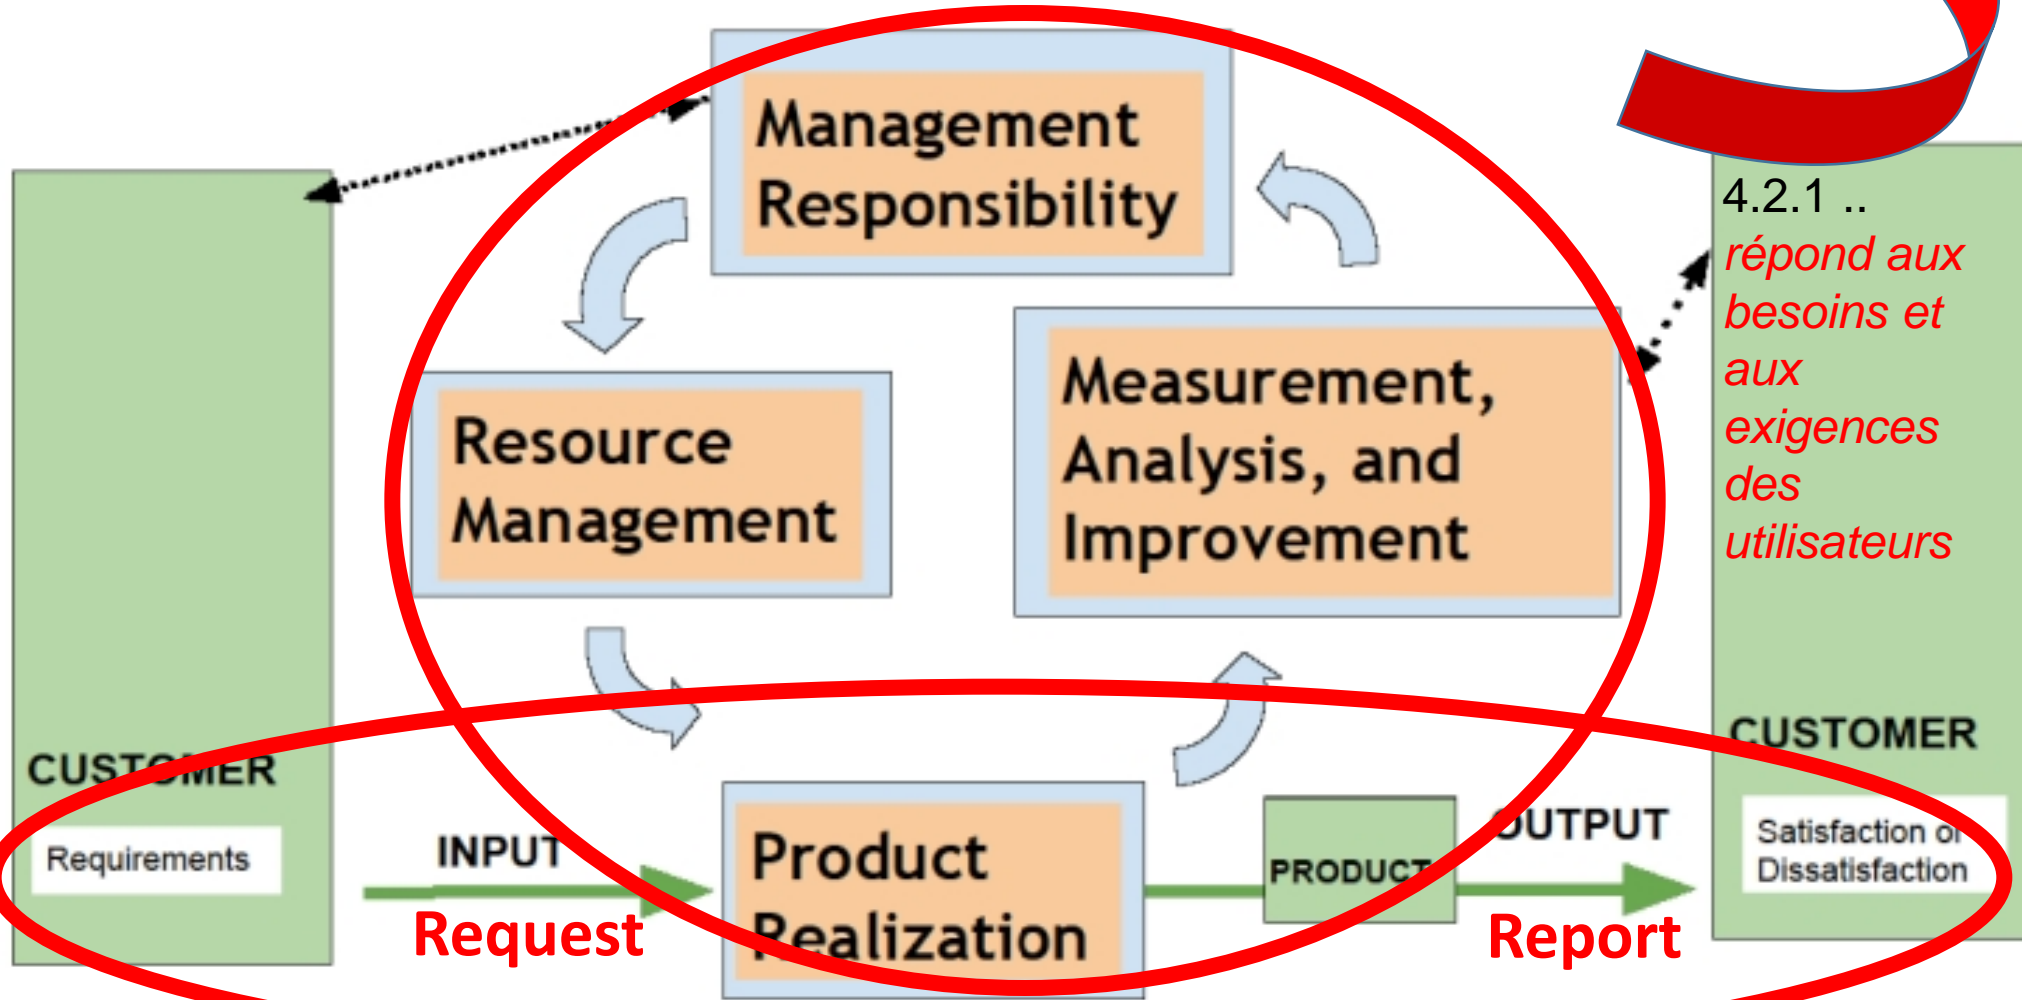 Management
Responsibility
4.2.1 ..
répond aux
besoins et
aux
exigences
des
utilisateurs
Resource
Management
Measurement,
Analysis, and
Improvement
CUSTOMER
Requirements
INPUT
Request
Product
Realization
PRODUCT
OUTPUT
Report
CUSTOMER
Satisfaction or
Dissatisfaction